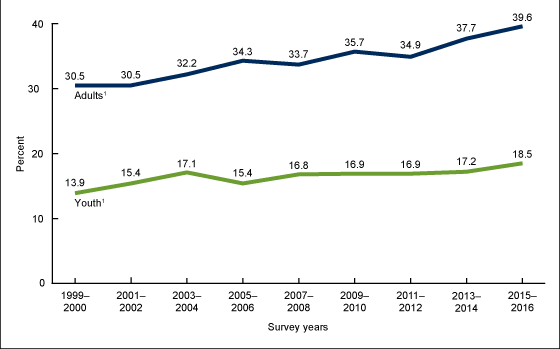 40
30
20
10
0
Percent
30.5 30.5 32.2 34.3 33.7 35.7 34.9 37.7 39.6
Adults¹
13.9 15.4 17.1 15.4 16.8 16.9 16.9 17.2 18.5
Youth¹
1999– 2001– 2003– 2005– 2007– 2009– 2011– 2013– 2015–
2000 2002 2004 2006 2008 2010 2012 2014 2016
Survey years